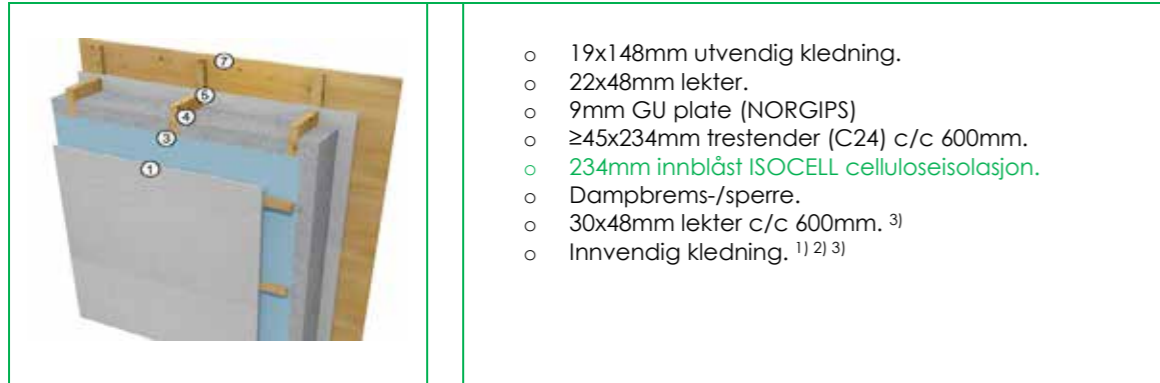 7
5
4
3
1
o 19x148mm utvendig kledning.
o 22x48mm lekter.
o 9mm GU plate (NORGIPS)
o ≥45x234mm trestender (C24) c/c 600mm.
o 234mm innblåst ISOCELL celluloseisolasjon.
o Dampbrems-/sperre.
o 30x48mm lekter c/c 600mm. 3)
o Innvendig kledning. 1) 2) 3)